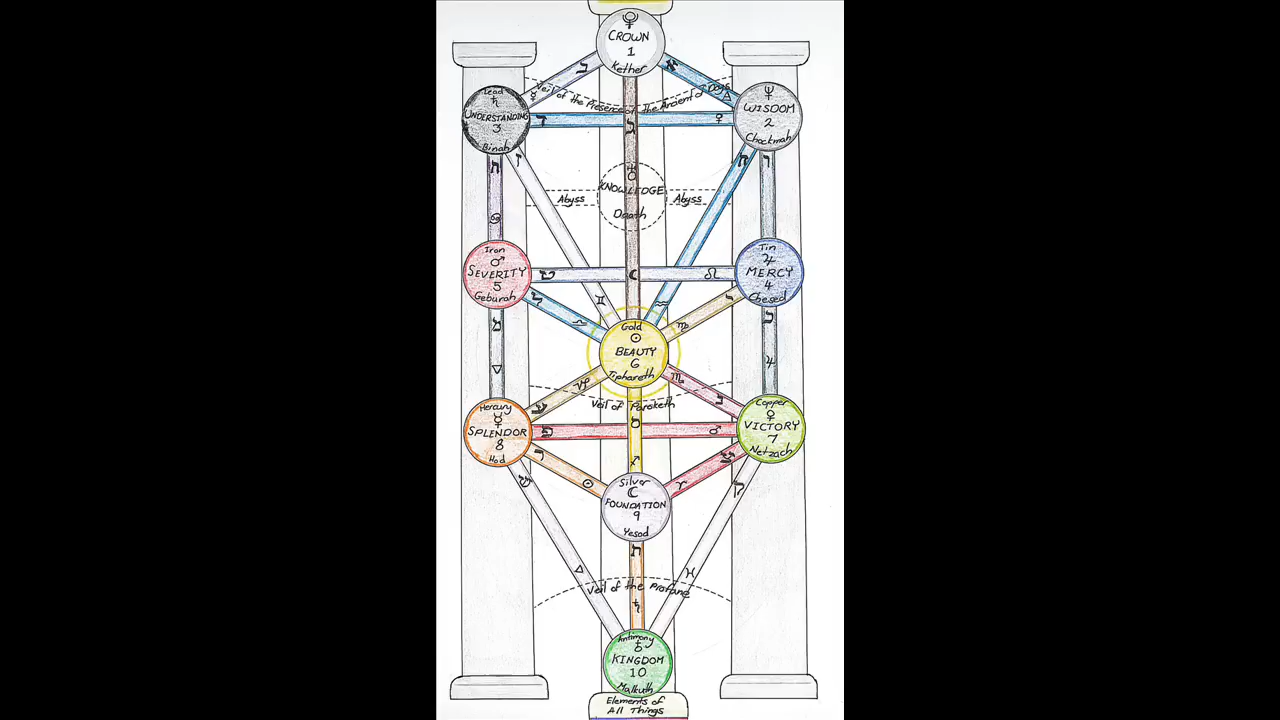 CROWN
1
Kether
Veil of the Presence of the Ancient of Days
Lead
UNDERSTANDING
3
Binah
WISDOM
2
Chockmah
KNOWLEDGE
Abyss
Abyss
Daath
Iron
SEVERITY
5
Geburah
Tin
MERCY
4
Chesed
Gold
BEAUTY
6
Tiphareth
Veil of Paroketh
Mercury
SPLENDOR
8
Hod
Copper
VICTORY
7
Netzach
Silver
FOUNDATION
9
Yesod
Veil of the Profane
Antimony
KINGDOM
10
Malkuth
Elements of
All Things